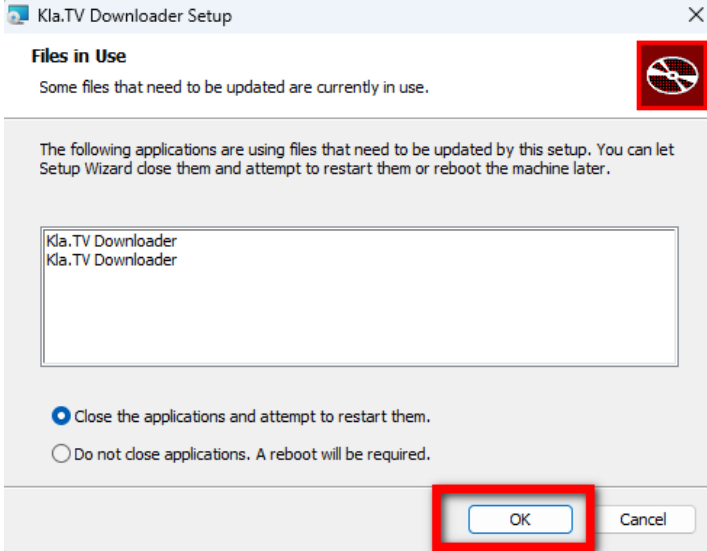 Kla.TV Downloader Setup
Files in Use
Some files that need to be updated are currently in use.
The following applications are using files that need to be updated by this setup. You can let
Setup Wizard close them and attempt to restart them or reboot the machine later.
Kla.TV Downloader
Kla.TV Downloader
Close the applications and attempt to restart them.
Do not close applications. A reboot will be required.
OK
Cancel